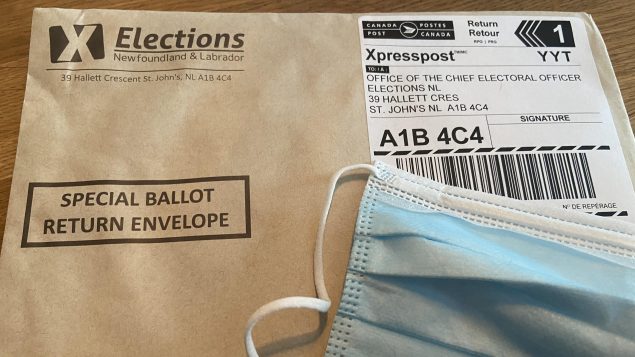 X Elections
Newfoundland & Labrador
39 Hallett Crescent St. John's, NL A1B 4C4
SPECIAL BALLOT
RETURN ENVELOPE
CANADA POST
POSTES CANADA
Return
Retour
RPO | PRG
1
Xpresspost™/MC
YYT
TO / À :
OFFICE OF THE CHIEF ELECTORAL OFFICER
ELECTIONS NL
39 HALLETT CRES
ST. JOHN'S NL A1B 4C4
SIGNATURE
A1B 4C4
N° DE REPÉRAGE